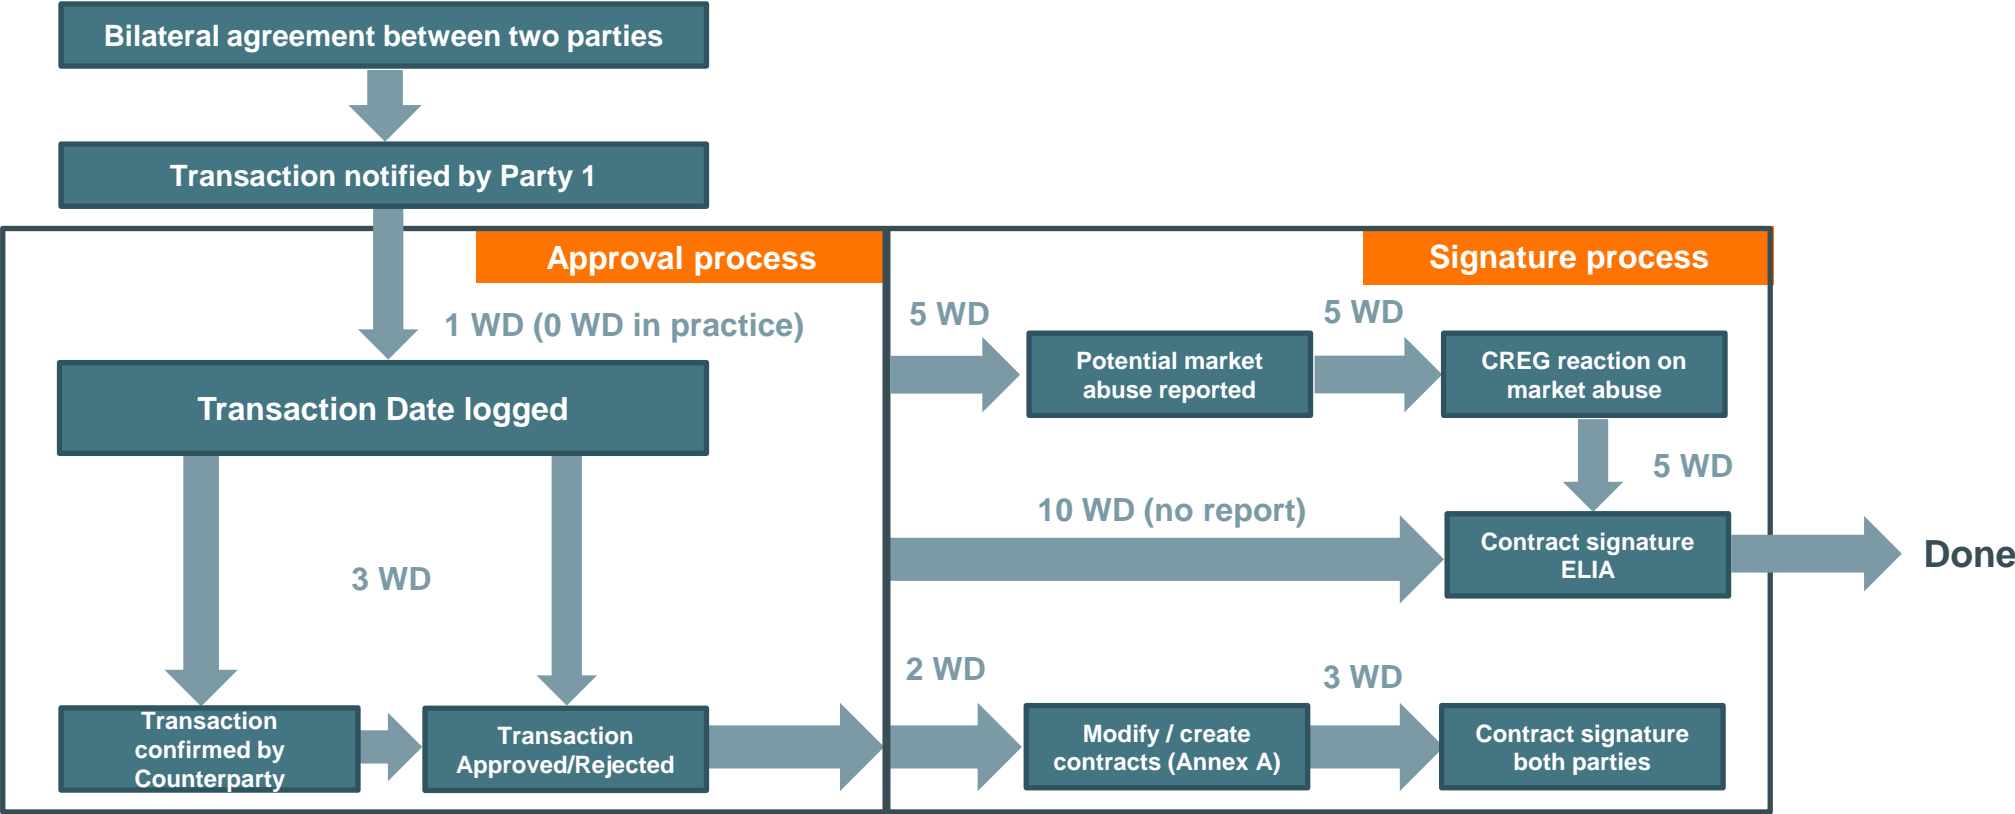 Bilateral agreement between two parties
Transaction notified by Party 1
Approval process
1 WD (0 WD in practice)
Transaction Date logged
3 WD
Transaction
confirmed by
Counterparty
Transaction
Approved/Rejected
Signature process
5 WD
Potential market
abuse reported
5 WD
CREG reaction on
market abuse
5 WD
10 WD (no report)
Contract signature
ELIA
Done
2 WD
Modify / create
contracts (Annex A)
3 WD
Contract signature
both parties